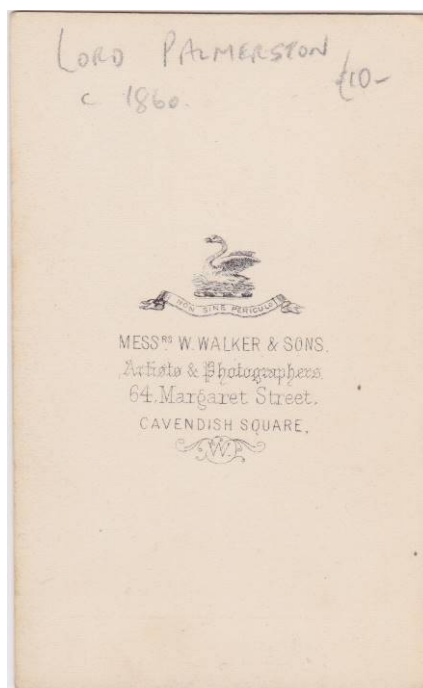 LORD PALMERSTON
c 1860.
£10-
NON SINE PERICULO
MESSRS W. WALKER & SONS.
Artists & Photographers
64, Margaret Street.
CAVENDISH SQUARE.
W.